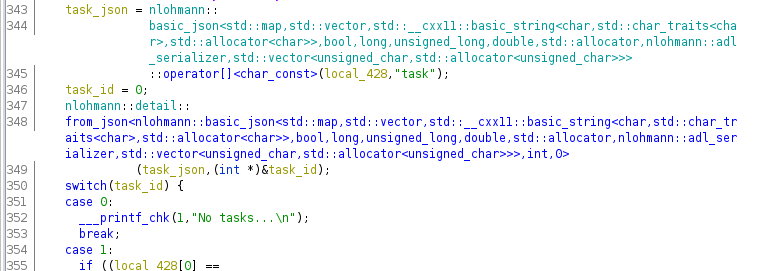 343 task_json = nlohmann::
344 basic_json<std::map,std::vector,std::__cxx11::basic_string<char,std::char_traits<cha
r>,std::allocator<char>>,bool,long,unsigned_long,double,std::allocator,nlohmann::adl
_serializer,std::vector<unsigned_char,std::allocator<unsigned_char>>>
345 ::operator[]<char_const>(local_428,"task");
346 task_id = 0;
347 nlohmann::detail::
348 from_json<nlohmann::basic_json<std::map,std::vector,std::__cxx11::basic_string<char,std::char_tr
aits<char>,std::allocator<char>>,bool,long,unsigned_long,double,std::allocator,nlohmann::adl_ser
ializer,std::vector<unsigned_char,std::allocator<unsigned_char>>>,int,0>
349 (task_json,(int *)&task_id);
350 switch(task_id) {
351 case 0:
352 ___printf_chk(1,"No tasks...\n");
353 break;
354 case 1:
355 if ((local_428[0] ==